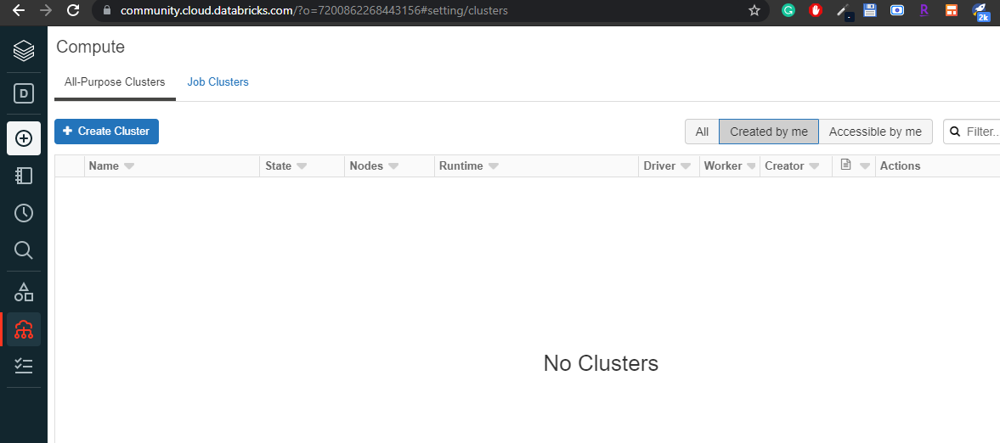 community.cloud.databricks.com/?o=7200862268443156#setting/clusters
G
R
2k
Compute
D
All-Purpose Clusters Job Clusters
+ Create Cluster All Created by me Accessible by me Filter..
Name State Nodes Runtime Driver Worker Creator Actions
No Clusters